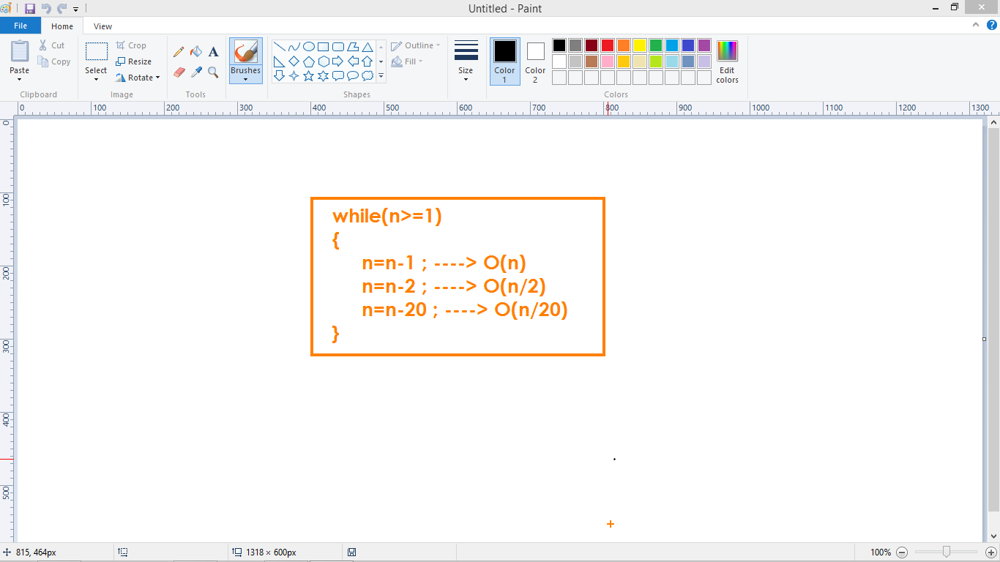 Untitled - Paint
File Home View
Paste
Cut
Copy
Clipboard
Select
Crop
Resize
Rotate
Image
A
Tools
Brushes
Outline
Fill
Shapes
Size
Color 1
Color 2
Edit colors
Colors
0 100 200 300 400 500 600 700 800 900 1000 1100 1200 1300
0
100
200
300
400
500
while(n>=1)
{
n=n-1 ; ----> O(n)
n=n-2 ; ----> O(n/2)
n=n-20 ; ----> O(n/20)
}
815, 464px
1318 × 600px
100%